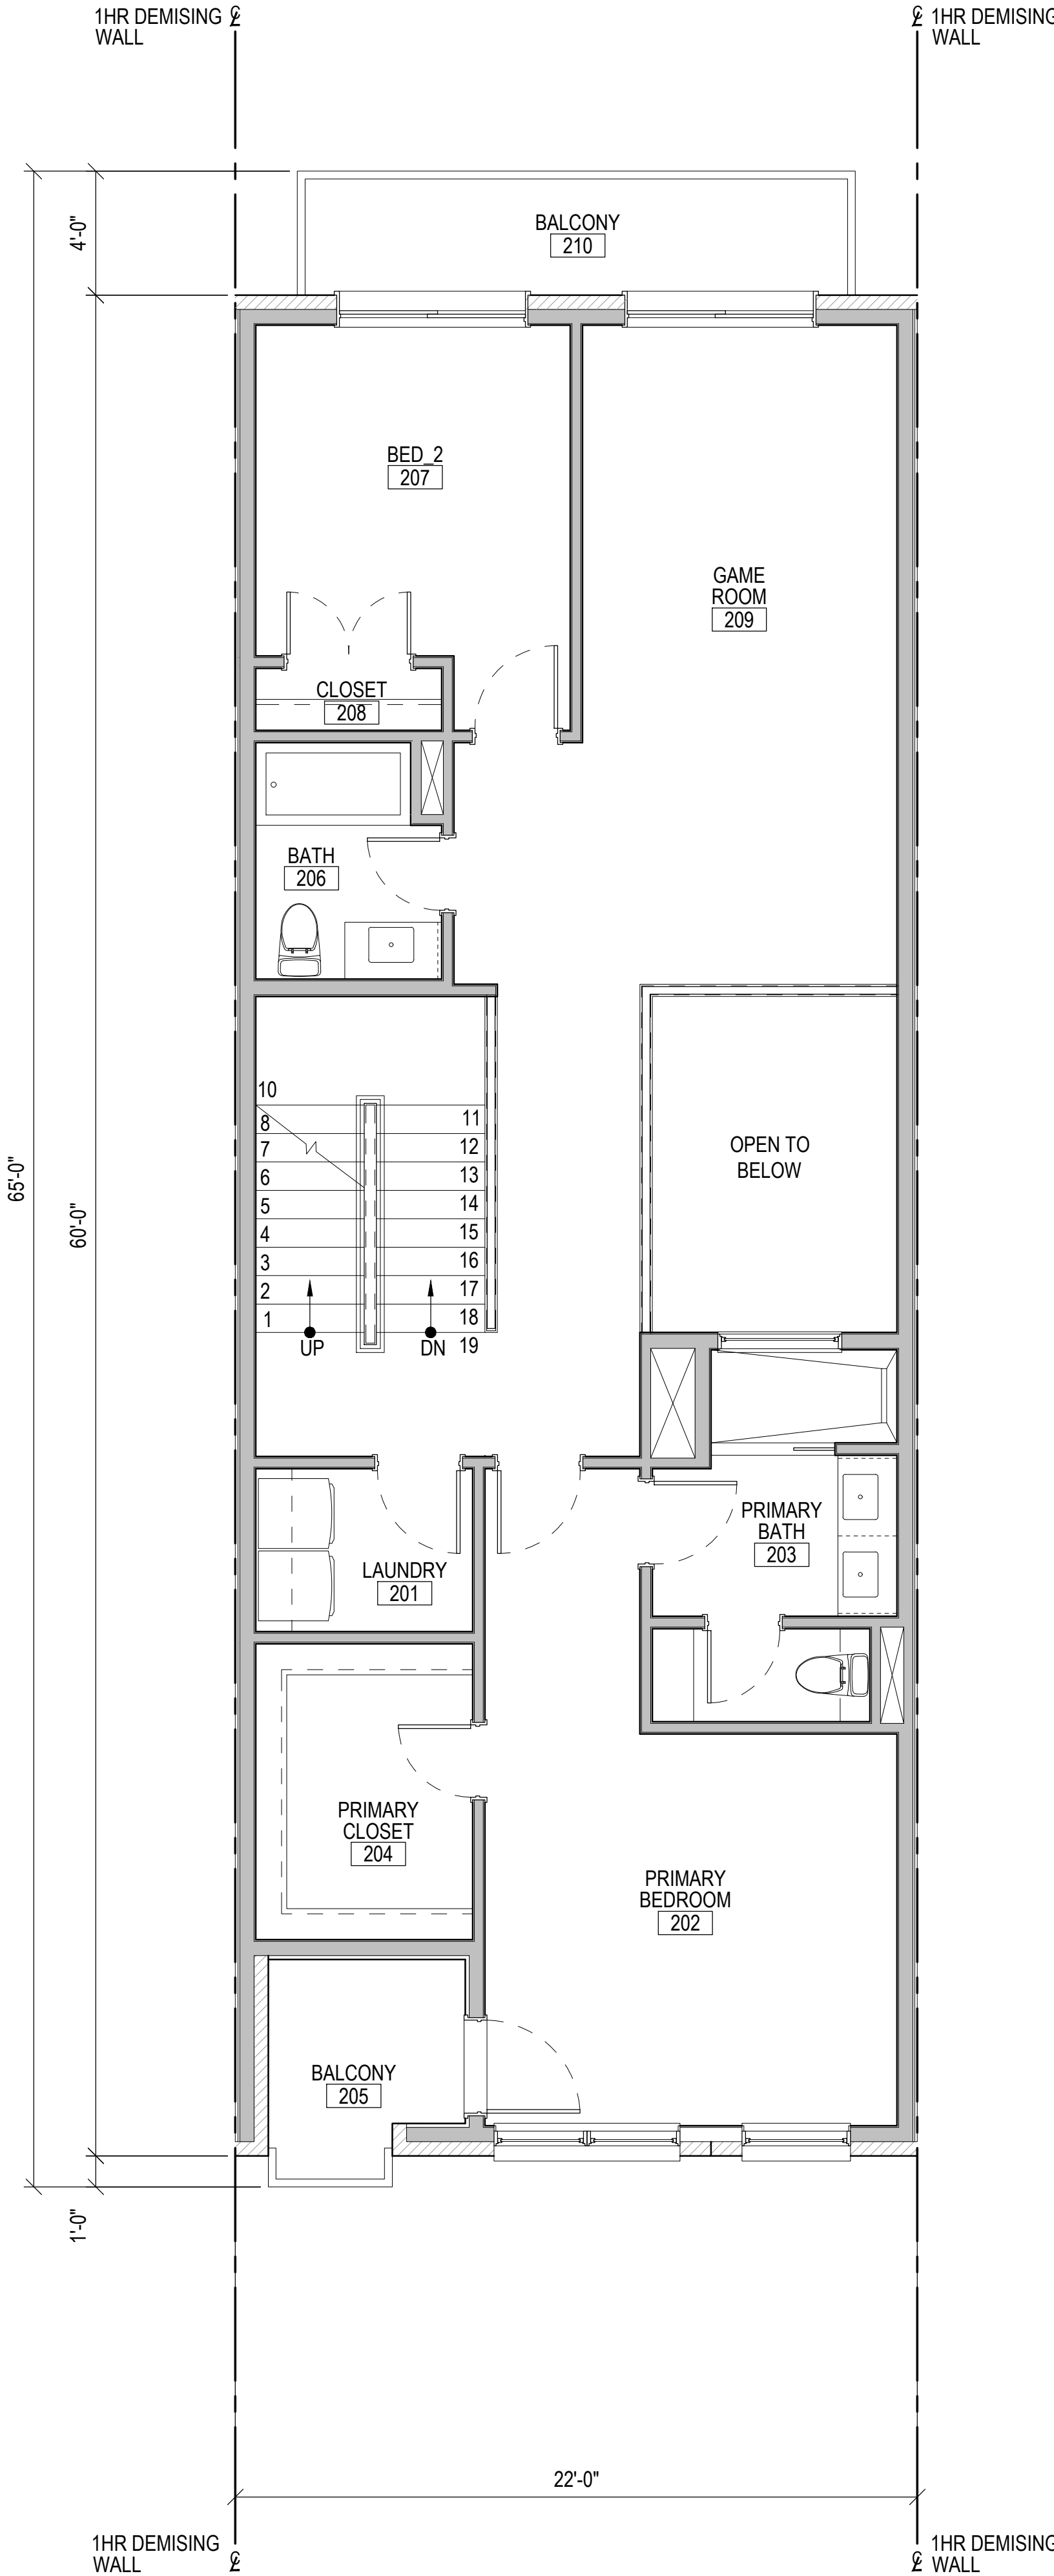 1HR DEMISING
WALL
℄
℄ 1HR DEMISING
WALL
4'-0"
BALCONY
210
BED_2
207
GAME
ROOM
209
CLOSET
208
BATH
206
10
8
7
6
5
4
3
2
1
UP
11
12
13
14
15
16
17
18
19
DN
OPEN TO
BELOW
65'-0"
60'-0"
PRIMARY
BATH
203
LAUNDRY
201
PRIMARY
CLOSET
204
PRIMARY
BEDROOM
202
BALCONY
205
1'-0"
22'-0"
1HR DEMISING
WALL
℄
℄ 1HR DEMISING
WALL